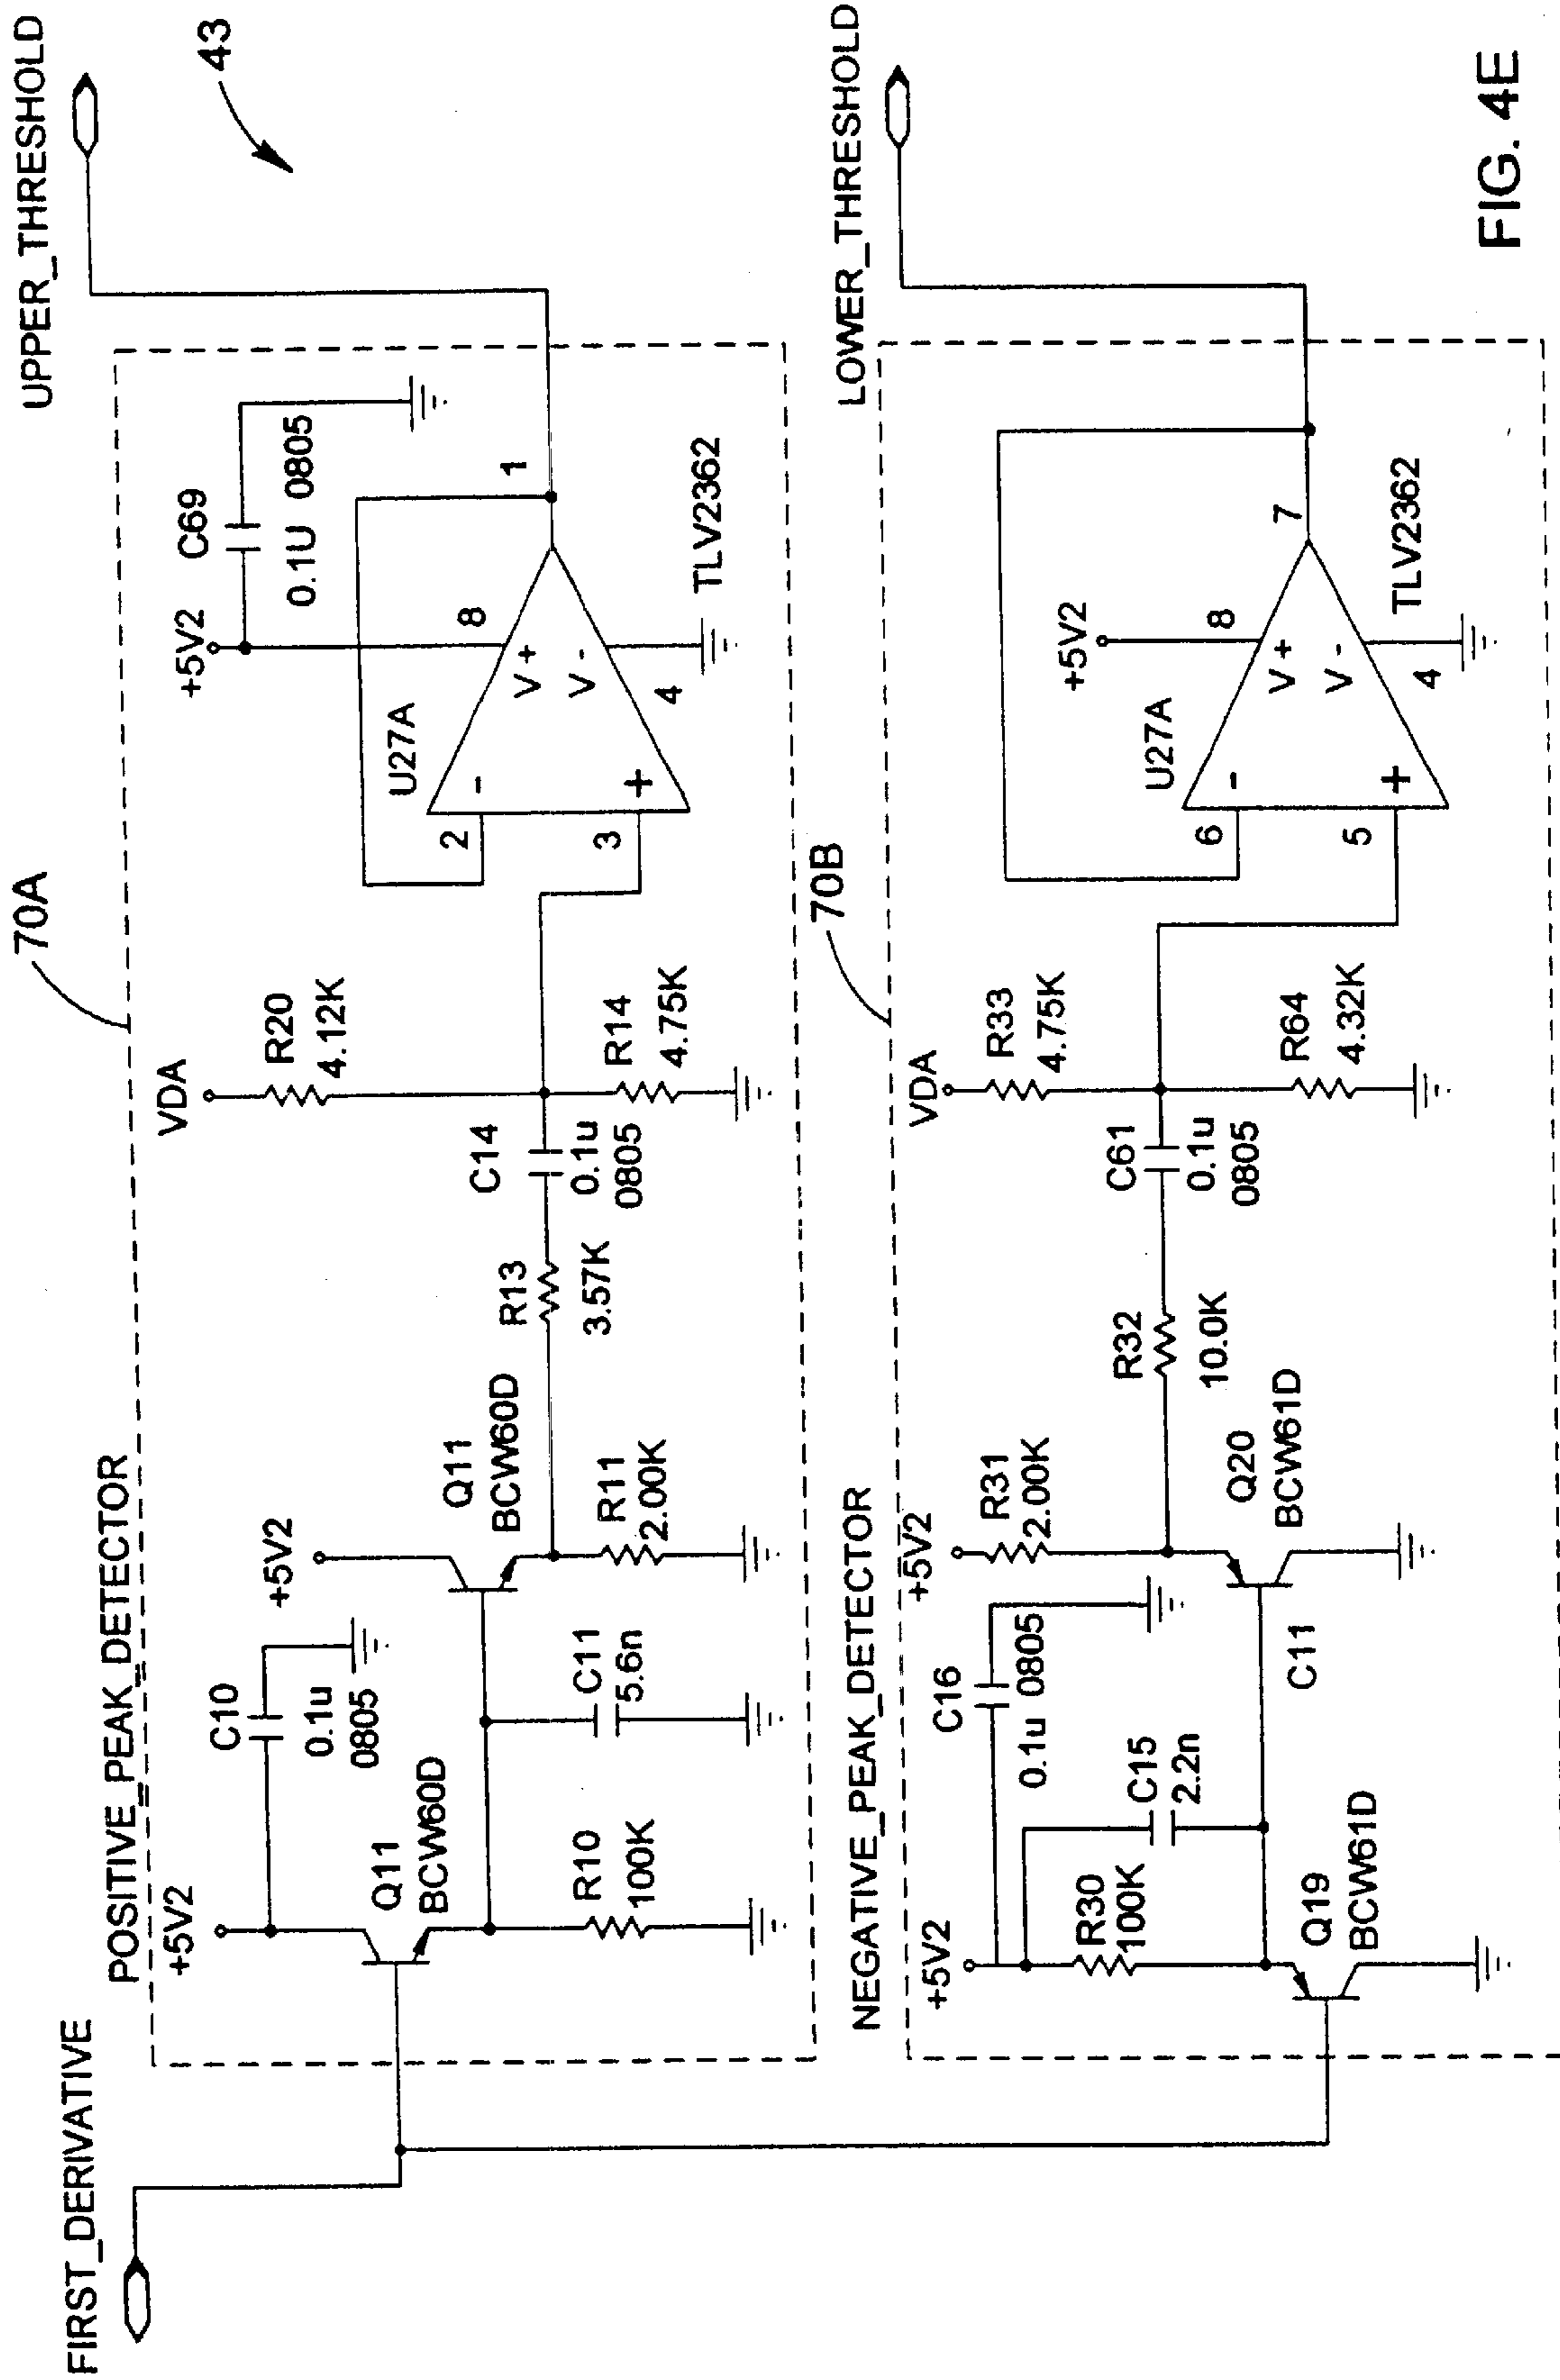 FIRST_DERIVATIVE
POSITIVE_PEAK_DETECTOR
70A
UPPER_THRESHOLD
43
+5V2
C10
0.1u
0805
Q11
BCW60D
R10
100K
C11
5.6n
+5V2
Q11
BCW60D
R11
2.00K
R13
3.57K
C14
0.1u
0805
VDA
R20
4.12K
R14
4.75K
+5V2
C69
0.1U 0805
U27A
2
-
3
+
V+
V-
8
4
1
TLV2362
NEGATIVE_PEAK_DETECTOR
70B
LOWER_THRESHOLD
+5V2
C16
0.1u 0805
R30
100K
C15
2.2n
Q19
BCW61D
C11
+5V2
R31
2.00K
Q20
BCW61D
R32
10.0K
C61
0.1u
0805
VDA
R33
4.75K
R64
4.32K
+5V2
U27A
6
-
5
+
V+
V-
8
4
7
TLV2362
FIG. 4E